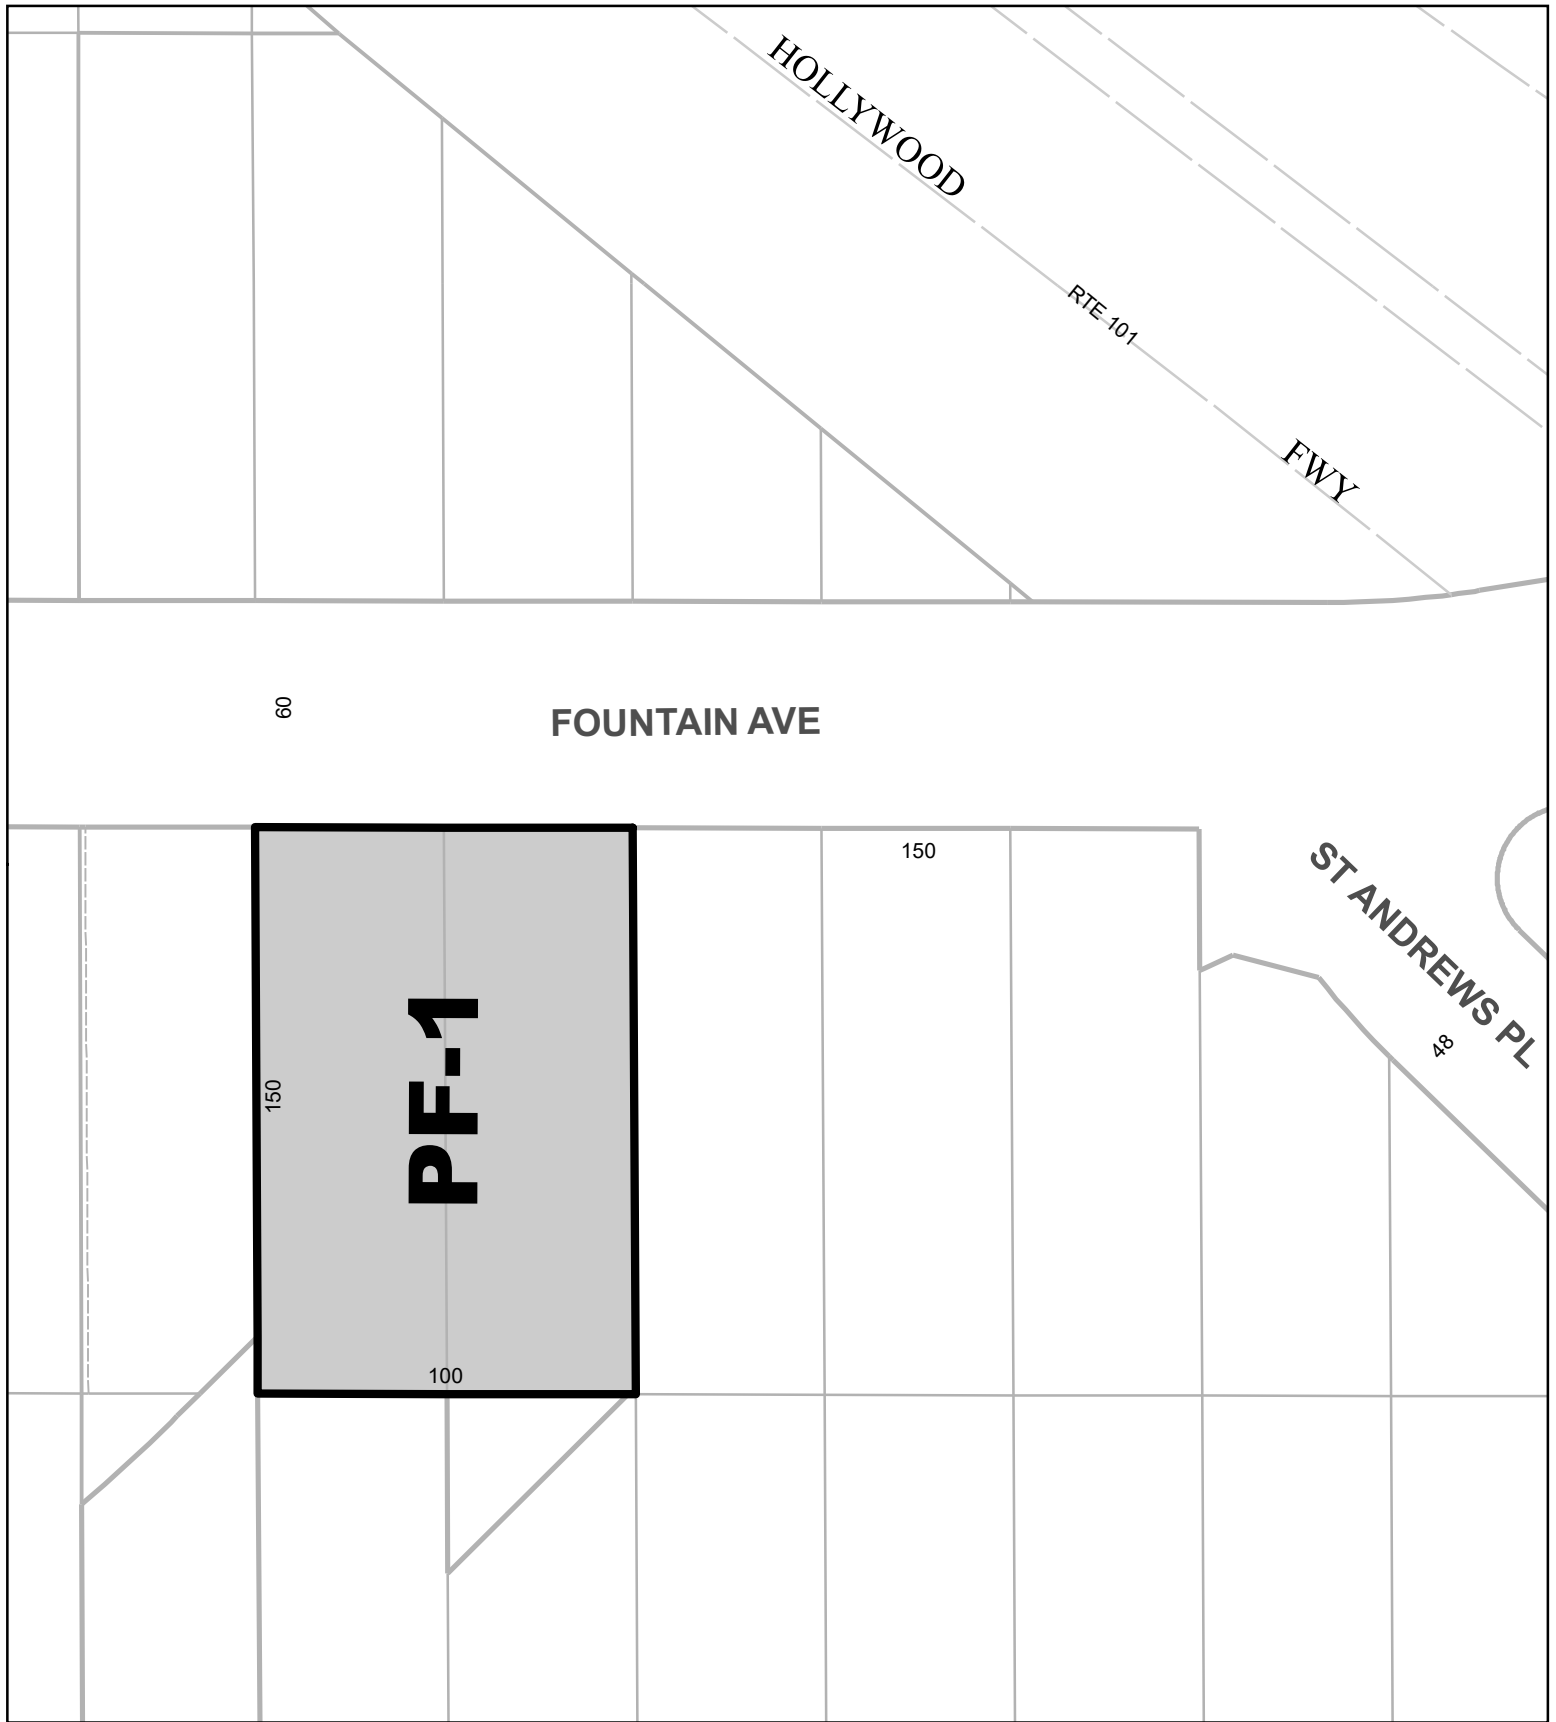 HOLLYWOOD
RTE 101
FWY
60
FOUNTAIN AVE
150
ST ANDREWS PL
48
PF-1
150
100